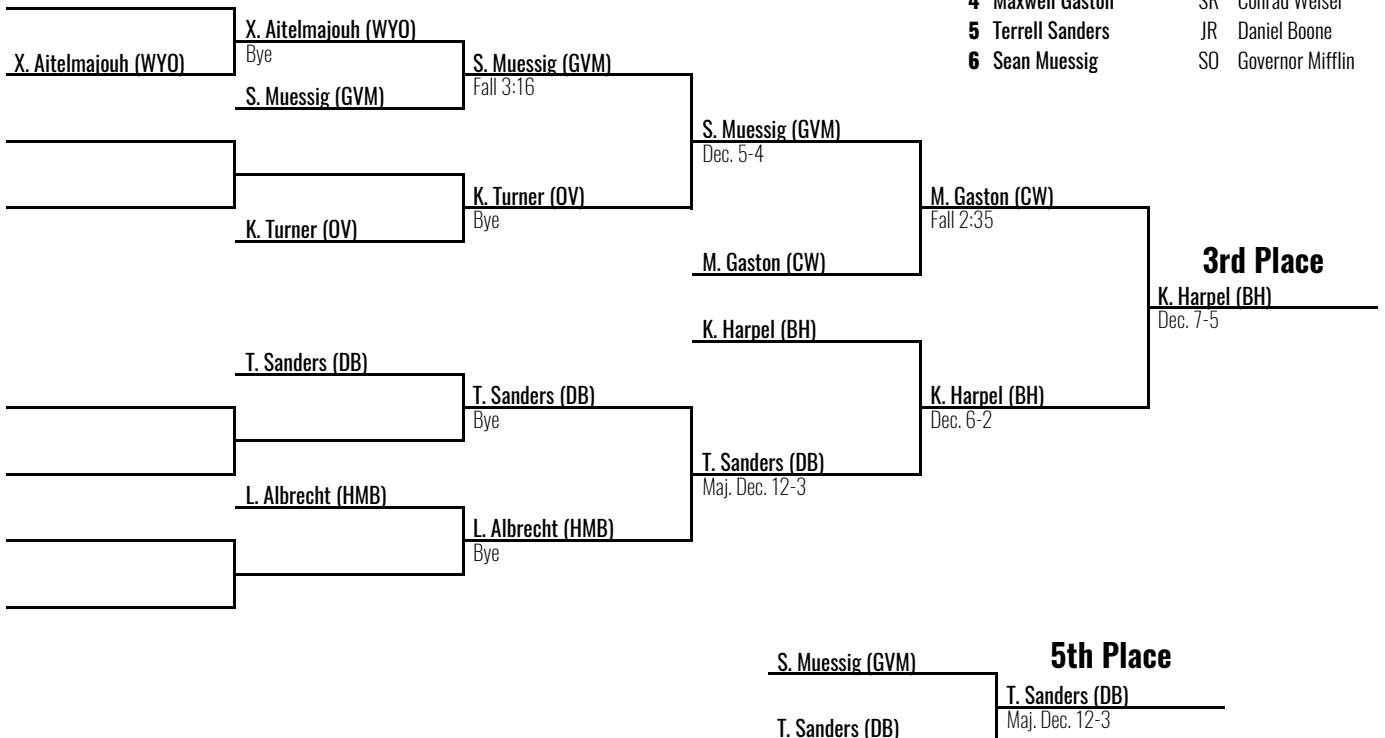 4 Maxwell Gaston SR Conrad Weiser
5 Terrell Sanders JR Daniel Boone
6 Sean Muessig SO Governor Mifflin
X. Aitelmajouh (WYO)
X. Aitelmajouh (WYO)
Bye
S. Muessig (GVM)
S. Muessig (GVM)
Fall 3:16
K. Turner (OV)
K. Turner (OV)
Bye
S. Muessig (GVM)
Dec. 5-4
M. Gaston (CW)
M. Gaston (CW)
Fall 2:35
3rd Place
K. Harpel (BH)
Dec. 7-5
K. Harpel (BH)
T. Sanders (DB)
T. Sanders (DB)
Bye
K. Harpel (BH)
Dec. 6-2
T. Sanders (DB)
Maj. Dec. 12-3
L. Albrecht (HMB)
L. Albrecht (HMB)
Bye
5th Place
S. Muessig (GVM)
T. Sanders (DB)
Maj. Dec. 12-3
T. Sanders (DB)